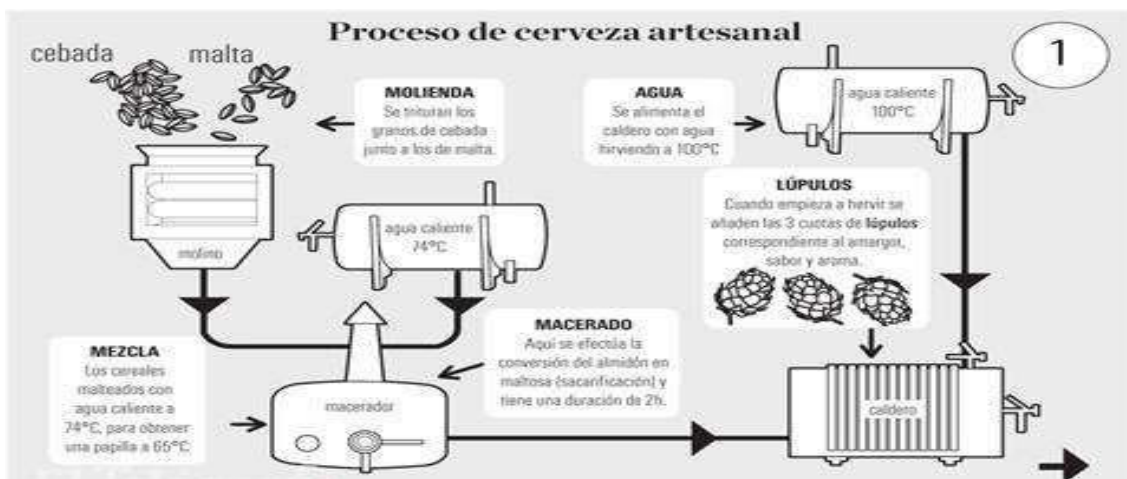 Proceso de cerveza artesanal
1
cebada
malta
MOLIENDA
Se trituran los
granos de cebada
junto a los de malta.
AGUA
Se alimenta el
caldero con agua
hirviendo a 100°C
agua caliente
100°C
molino
agua caliente
74°C
LÚPULOS
Cuando empieza a hervir se
añaden las 3 cuotas de lúpulos
correspondiente al amargor,
sabor y aroma.
MEZCLA
Los cereales
malteados con
agua caliente a
74°C, para obtener
una papilla a 65°C
macerador
MACERADO
Aquí se efectúa la
conversión del almidón en
maltosa (sacarificación) y
tiene una duración de 2h.
caldero